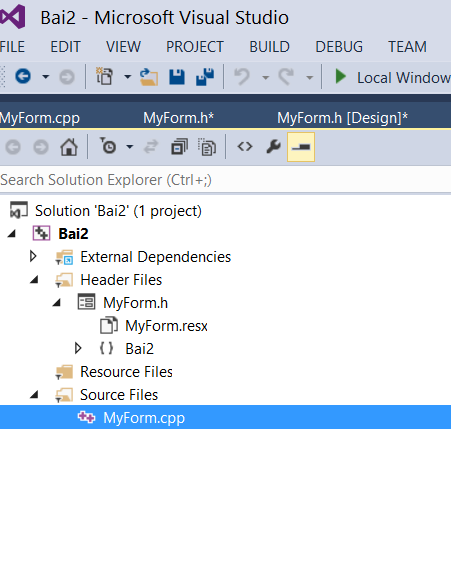 Bai2 - Microsoft Visual Studio
FILE EDIT VIEW PROJECT BUILD DEBUG TEAM
Local Window
MyForm.cpp MyForm.h* MyForm.h [Design]*
Search Solution Explorer (Ctrl+;)
Solution 'Bai2' (1 project)
Bai2
External Dependencies
Header Files
MyForm.h
MyForm.resx
{ } Bai2
Resource Files
Source Files
MyForm.cpp